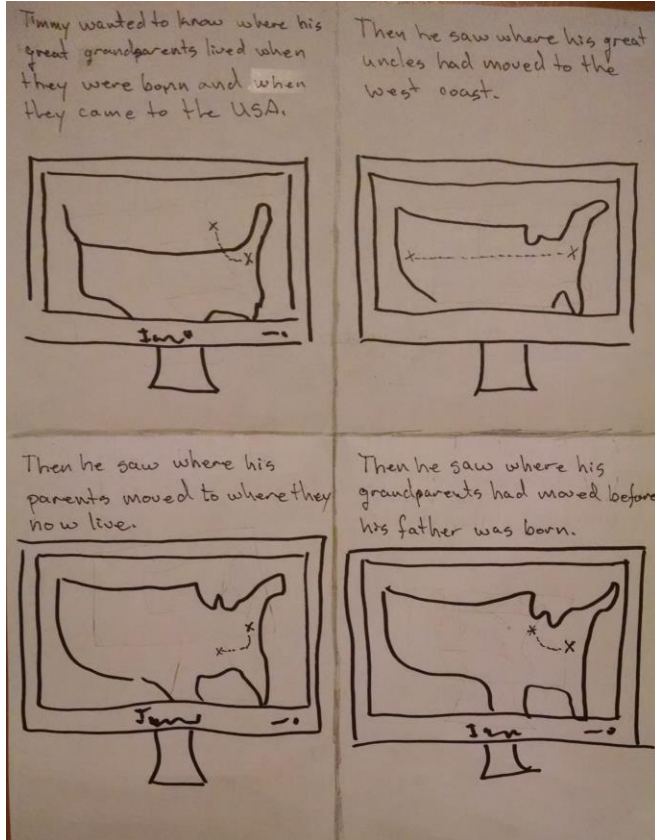 Timmy wanted to know where his
great grandparents lived when
they were born and when
they came to the USA.
Then he saw where his great
uncles had moved to the
west coast.
Then he saw where his
parents moved to where they
now live.
Then he saw where his
grandparents had moved before
his father was born.